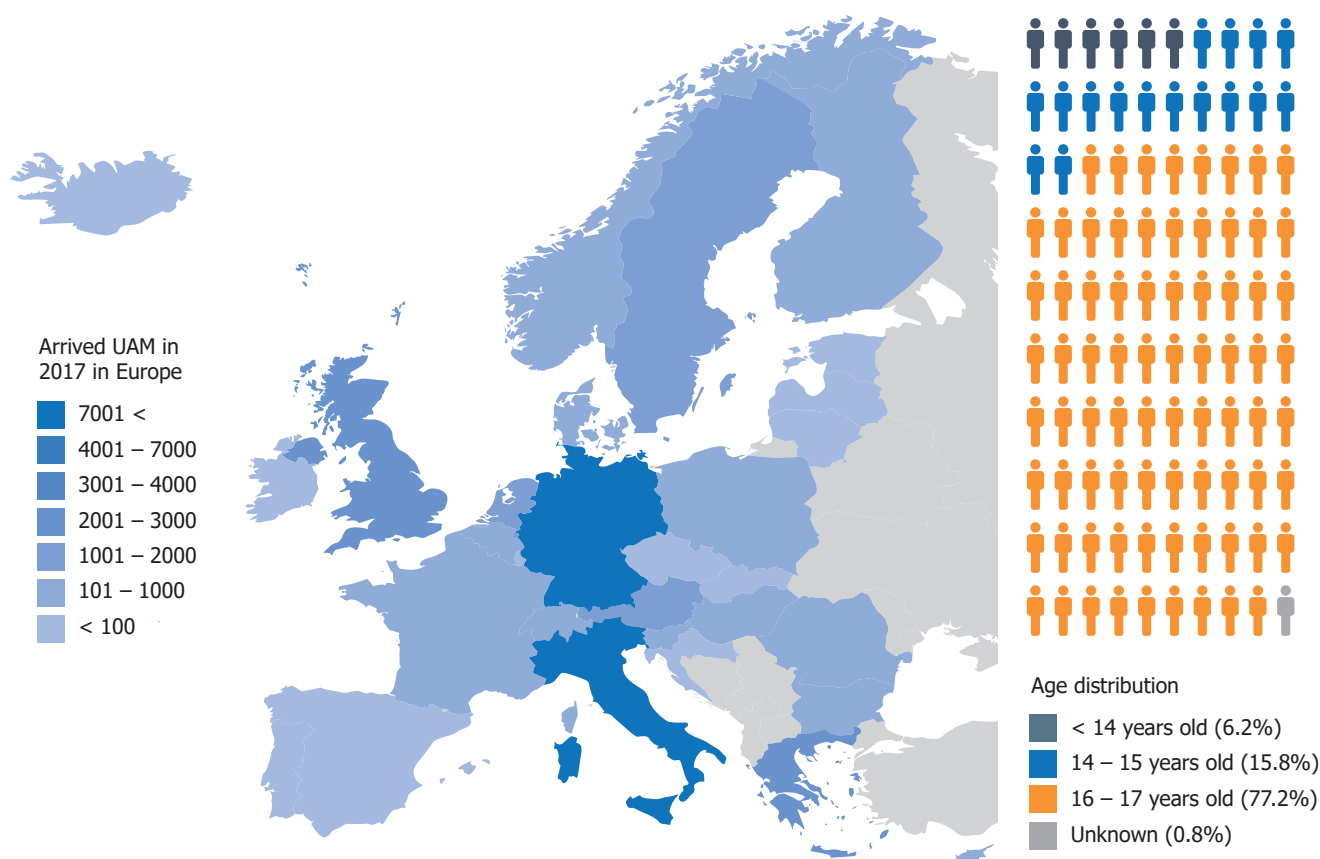 Arrived UAM in
2017 in Europe
7001 <
4001 – 7000
3001 – 4000
2001 – 3000
1001 – 2000
101 – 1000
< 100
Age distribution
< 14 years old (6.2%)
14 – 15 years old (15.8%)
16 – 17 years old (77.2%)
Unknown (0.8%)